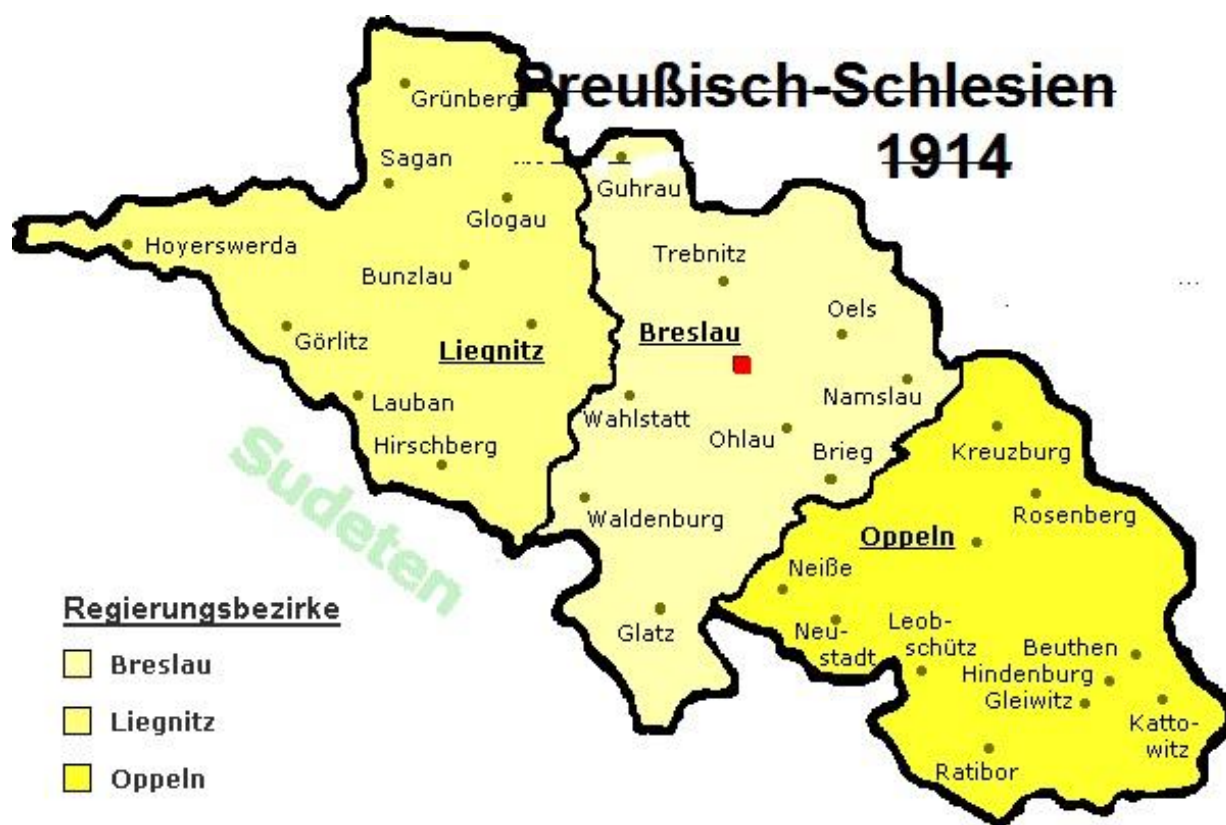 Preußisch-Schlesien
1914
Grünberg
Sagan
Guhrau
Glogau
Hoyerswerda
Trebnitz
Bunzlau
Oels
Breslau
Görlitz
Liegnitz
Namslau
Lauban
Wahlstatt
Ohlau
Hirschberg
Brieg
Kreuzburg
Sudeten
Waldenburg
Rosenberg
Oppeln
Neiße
Glatz
Neu-
stadt
Leob-
schütz
Beuthen
Hindenburg
Gleiwitz
Katto-
witz
Ratibor
Regierungsbezirke
Breslau
Liegnitz
Oppeln